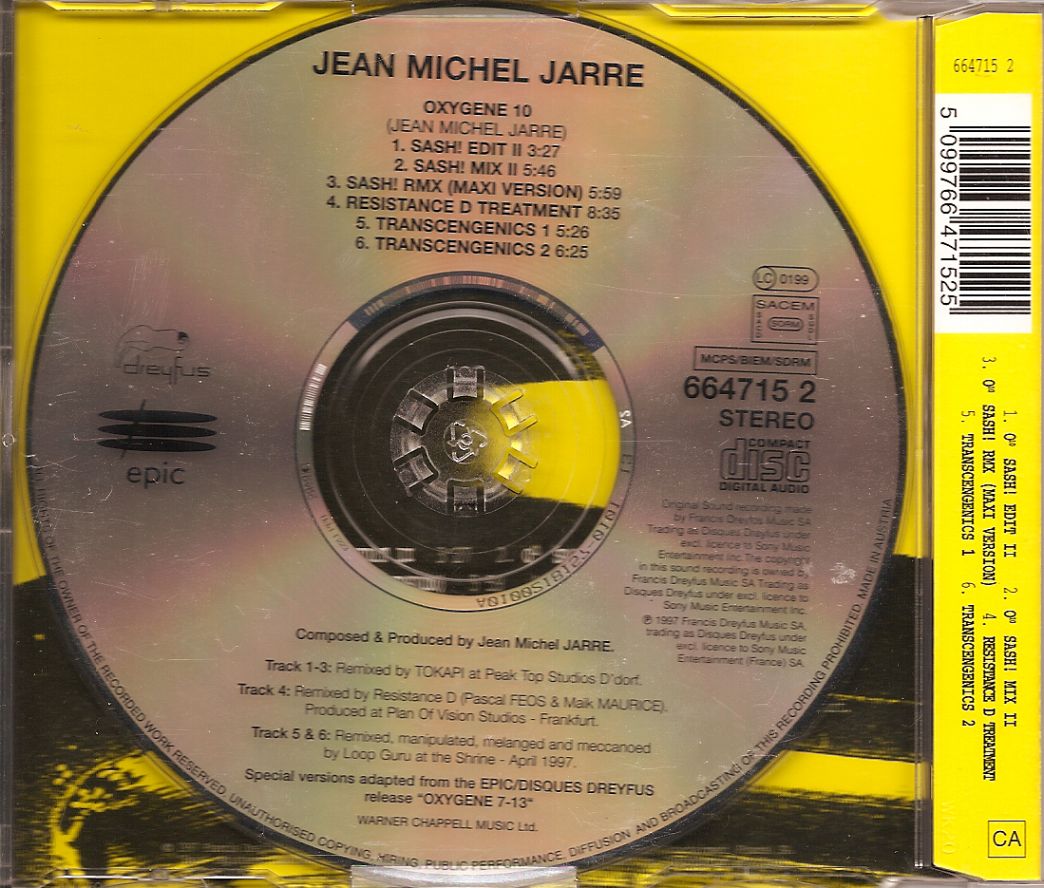 JEAN MICHEL JARRE
OXYGENE 10
(JEAN MICHEL JARRE)
1. SASH! EDIT II 3:27
2. SASH! MIX II 5:46
3. SASH! RMX (MAXI VERSION) 5:59
4. RESISTANCE D TREATMENT 8:35
5. TRANSCENGENICS 1 5:26
6. TRANSCENGENICS 2 6:25
dreyfus
epic
LC 0199
SACEM
SDRM
MCPS/BIEM/SDRM
664715 2
STEREO
COMPACT
disc
DIGITAL AUDIO
Original Sound recording made
by Francis Dreyfus Music SA
Trading as Disques Dreyfus under
excl. licence to Sony Music
Entertainment Inc The copyright
in this sound recording is owned by
Francis Dreyfus Music SA Trading as
Disques Dreyfus under excl. licence to
Sony Music Entertainment Inc.
℗ 1997 Francis Dreyfus Music SA,
trading as Disques Dreyfus under
excl. licence to Sony Music
Entertainment (France) SA.
Composed & Produced by Jean Michel JARRE.
Track 1-3: Remixed by TOKAPI at Peak Top Studios D'dorf.
Track 4: Remixed by Resistance D (Pascal FEOS & Maik MAURICE).
Produced at Plan Of Vision Studios - Frankfurt.
Track 5 & 6: Remixed, manipulated, melanged and meccanoed
by Loop Guru at the Shrine - April 1997.
Special versions adapted from the EPIC/DISQUES DREYFUS
release "OXYGENE 7-13"
WARNER CHAPPELL MUSIC Ltd.
OF THE OWNER OF THE RECORDED WORK RESERVED. UNAUTHORISED COPYING, HIRING, PUBLIC PERFORMANCE, DIFFUSION AND BROADCASTING OF THIS RECORDING PROHIBITED. MADE IN AUSTRIA
664715 2
5 099766 471525
1. O¹⁰ SASH! EDIT II 2. O¹⁰ SASH! MIX II
3. O¹⁰ SASH! RMX (MAXI VERSION) 4. RESISTANCE D TREATMENT
5. TRANSCENGENICS 1 6. TRANSCENGENICS 2
CA